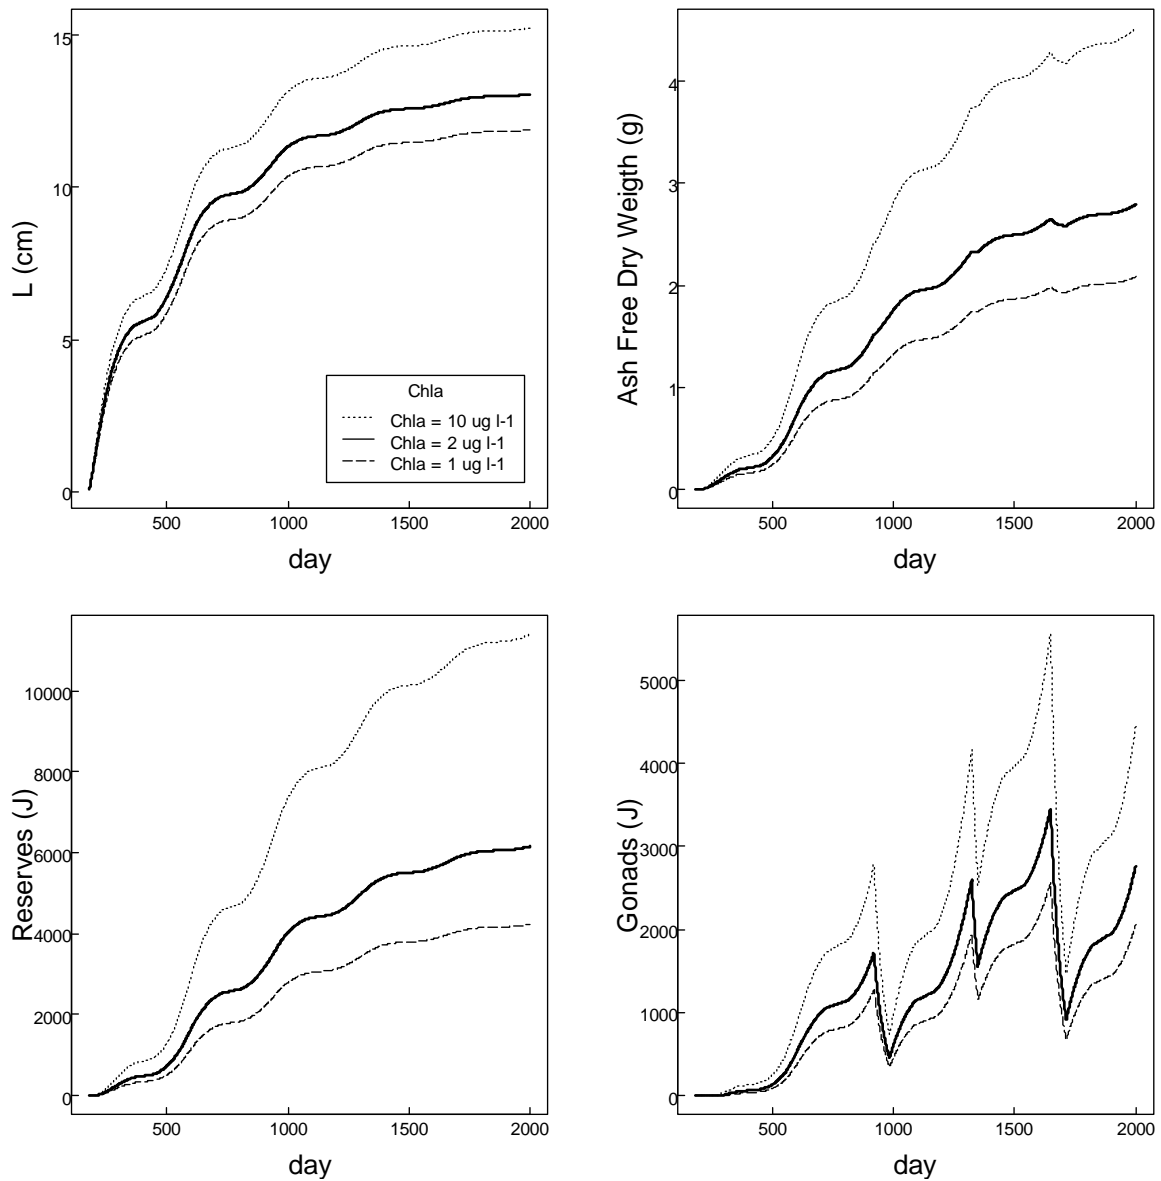 L (cm)
15
10
5
0
500 1000 1500 2000
day
Chla
Chla = 10 ug l-1
Chla = 2 ug l-1
Chla = 1 ug l-1
Ash Free Dry Weigth (g)
4
3
2
1
0
500 1000 1500 2000
day
Reserves (J)
10000
8000
6000
4000
2000
0
500 1000 1500 2000
day
Gonads (J)
5000
4000
3000
2000
1000
0
500 1000 1500 2000
day